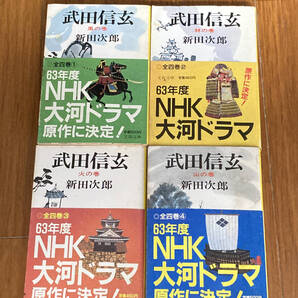 武田信玄
風の巻
新田次郎
全四巻①
63年度
NHK
大河ドラマ
原作に決定!
武田信玄
林の巻
新田次郎
全四巻②
原作に決定!
63年度
NHK
大河ドラマ
武田信玄
火の巻
新田次郎
◎全四巻③
63年度
NHK
大河ドラマ
原作に決定!
武田信玄
山の巻
新田次郎
◎全四巻④
63年度
NHK
大河ドラマ
原作に決定!